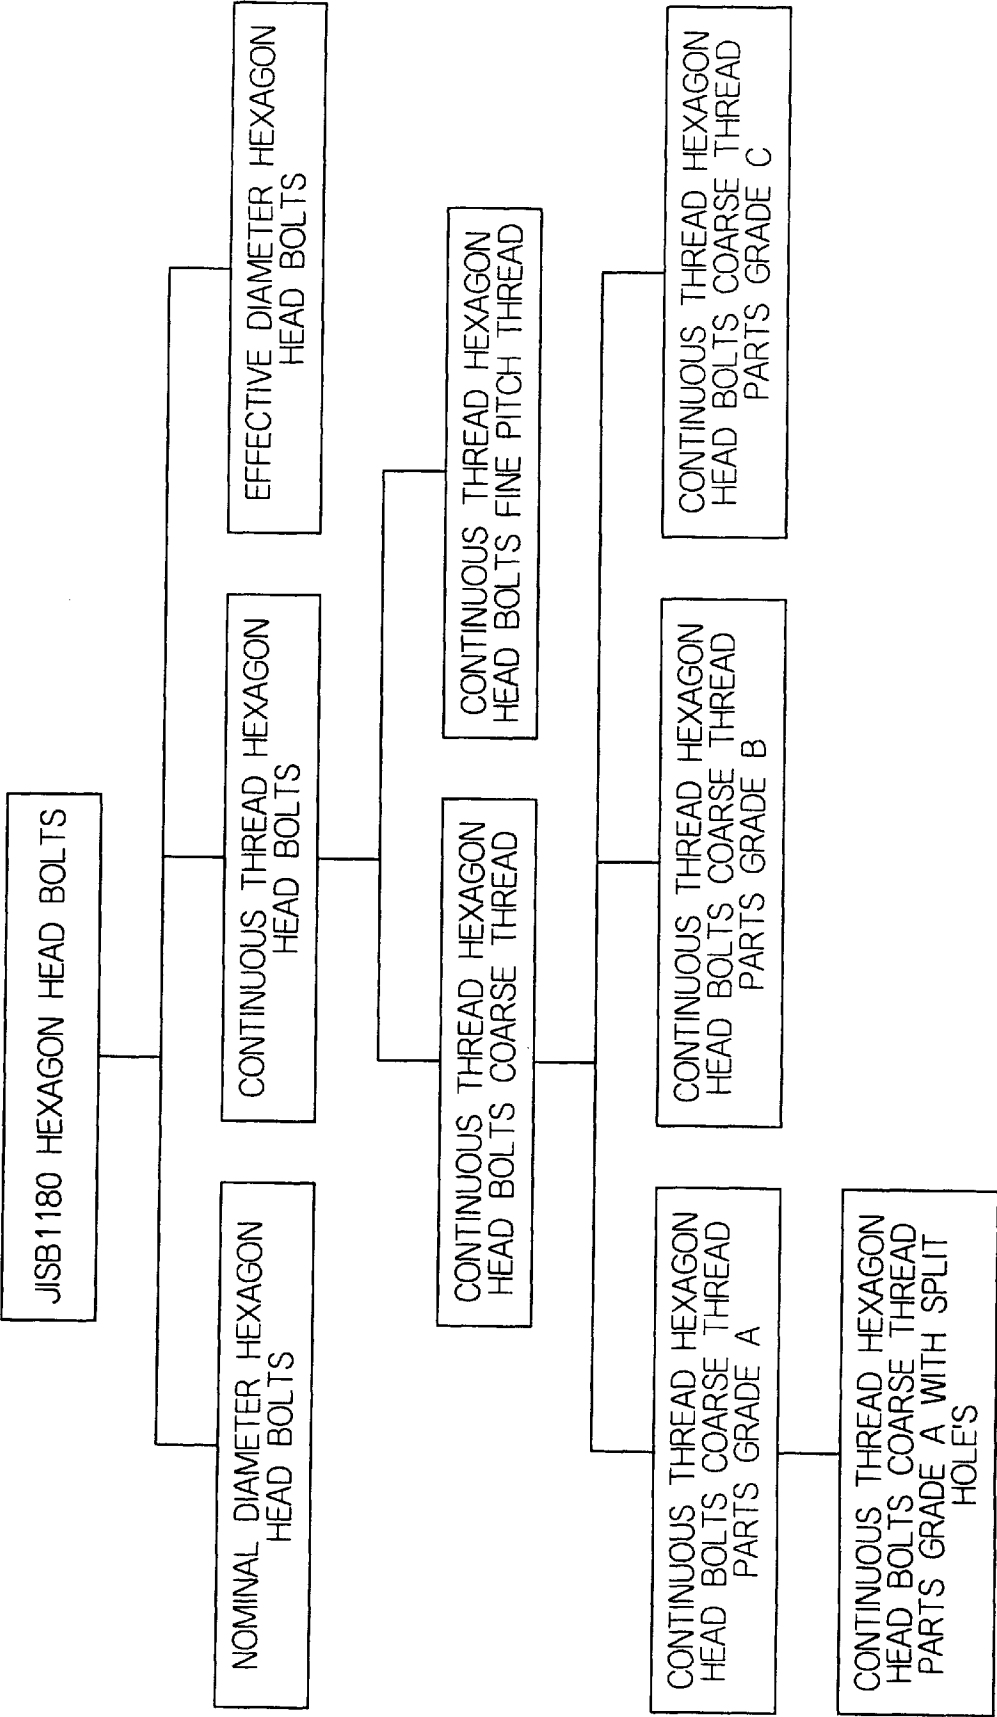 JISB1180 HEXAGON HEAD BOLTS
NOMINAL DIAMETER HEXAGON
HEAD BOLTS
CONTINUOUS THREAD HEXAGON
HEAD BOLTS
EFFECTIVE DIAMETER HEXAGON
HEAD BOLTS
CONTINUOUS THREAD HEXAGON
HEAD BOLTS COARSE THREAD
CONTINUOUS THREAD HEXAGON
HEAD BOLTS FINE PITCH THREAD
CONTINUOUS THREAD HEXAGON
HEAD BOLTS COARSE THREAD
PARTS GRADE A
CONTINUOUS THREAD HEXAGON
HEAD BOLTS COARSE THREAD
PARTS GRADE B
CONTINUOUS THREAD HEXAGON
HEAD BOLTS COARSE THREAD
PARTS GRADE C
CONTINUOUS THREAD HEXAGON
HEAD BOLTS COARSE THREAD
PARTS GRADE A WITH SPLIT
HOLE'S